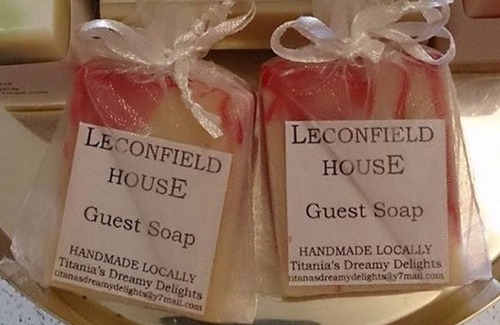 LECONFIELD
HOUSE
Guest Soap
HANDMADE LOCALLY
Titania's Dreamy Delights
titanasdreamydelights@y7mail.com
LECONFIELD
HOUSE
Guest Soap
HANDMADE LOCALLY
Titania's Dreamy Delights
titanasdreamydelights@y7mail.com